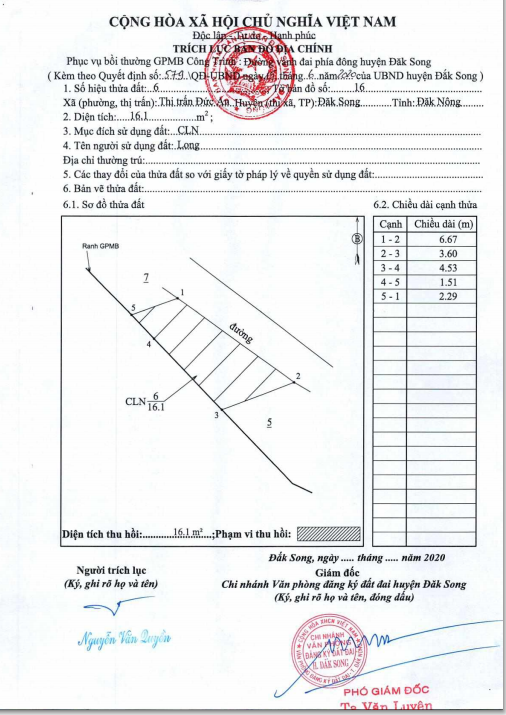 CỘNG HÒA XÃ HỘI CHỦ NGHĨA VIỆT NAM
Độc lập - Tự do - Hạnh phúc
TRÍCH LỤC BẢN ĐỒ ĐỊA CHÍNH
Phục vụ bồi thường GPMB Công Trình : Đường vành đai phía đông huyện Đăk Song
( Kèm theo Quyết định số: /QĐ-UBND ngày tháng 6 năm 2020 của UBND huyện Đắk Song )
1. Số hiệu thửa đất: 6 Tờ bản đồ số: 16
Xã (phường, thị trấn): Thị trấn Đức An, Huyện (thị xã, TP): Đăk Song Tỉnh: Đăk Nông
2. Diện tích: 16.1 m² ;
3. Mục đích sử dụng đất: CLN
4. Tên người sử dụng đất: Long
Địa chỉ thường trú:
5. Các thay đổi của thửa đất so với giấy tờ pháp lý về quyền sử dụng đất:
6. Bản vẽ thửa đất:
6.1. Sơ đồ thửa đất
6.2. Chiều dài cạnh thửa
Cạnh Chiều dài (m)
1 - 2 6.67
2 - 3 3.60
3 - 4 4.53
4 - 5 1.51
5 - 1 2.29
B
Ranh GPMB
7
1
5
4
đường
2
CLN 6/16.1
3
5
Diện tích thu hồi: 16.1 m² ;Phạm vi thu hồi:
Đắk Song, ngày ..... tháng ..... năm 2020
Người trích lục
(Ký, ghi rõ họ và tên)
Nguyễn Văn Quyền
Giám đốc
Chi nhánh Văn phòng đăng ký đất đai huyện Đăk Song
(Ký, ghi rõ họ và tên, đóng dấu)
CHI NHÁNH
VĂN PHÒNG
ĐĂNG KÝ ĐẤT ĐAI
H. ĐĂK SONG
PHÓ GIÁM ĐỐC
Tạ Văn Luyên